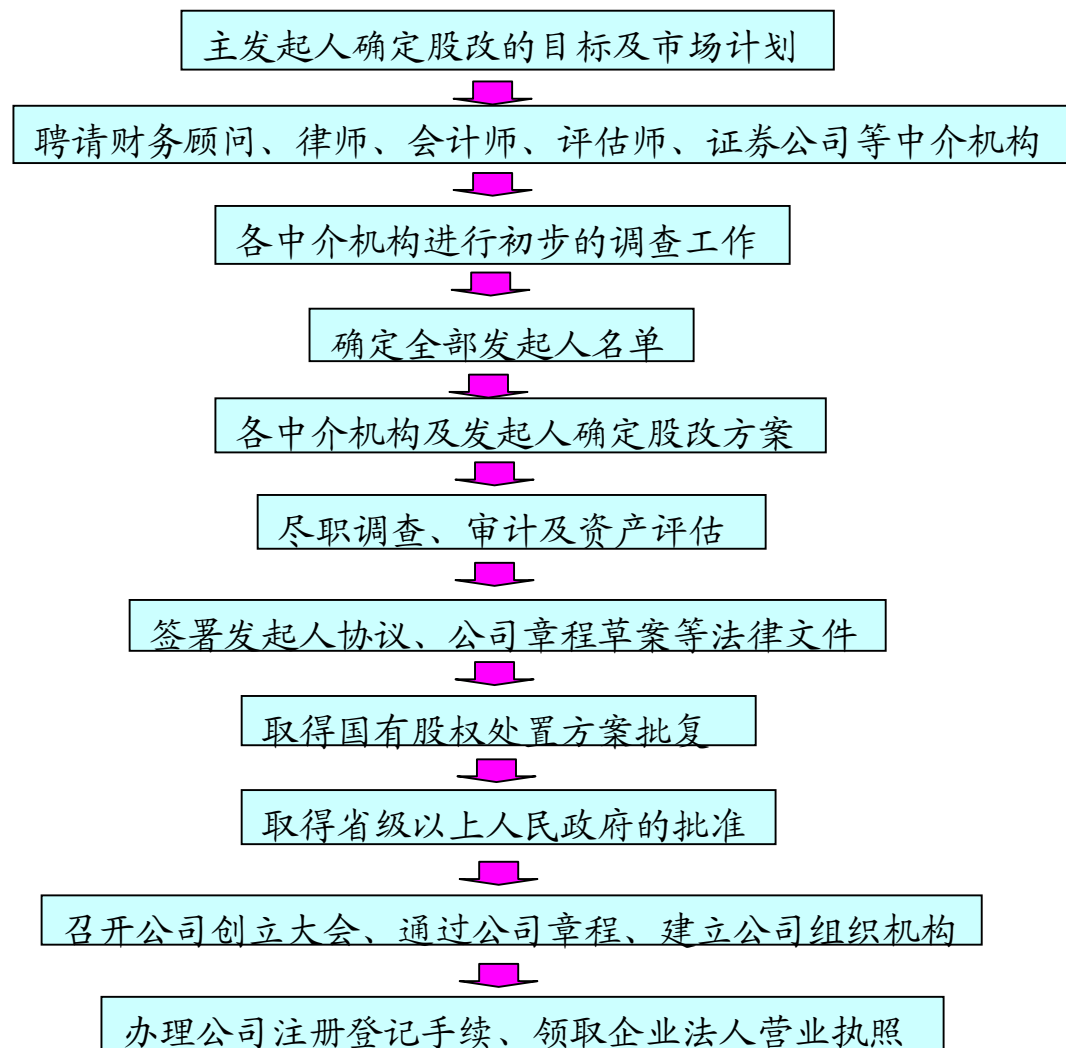 主发起人确定股改的目标及市场计划
聘请财务顾问、律师、会计师、评估师、证券公司等中介机构
各中介机构进行初步的调查工作
确定全部发起人名单
各中介机构及发起人确定股改方案
尽职调查、审计及资产评估
签署发起人协议、公司章程草案等法律文件
取得国有股权处置方案批复
取得省级以上人民政府的批准
召开公司创立大会、通过公司章程、建立公司组织机构
办理公司注册登记手续、领取企业法人营业执照